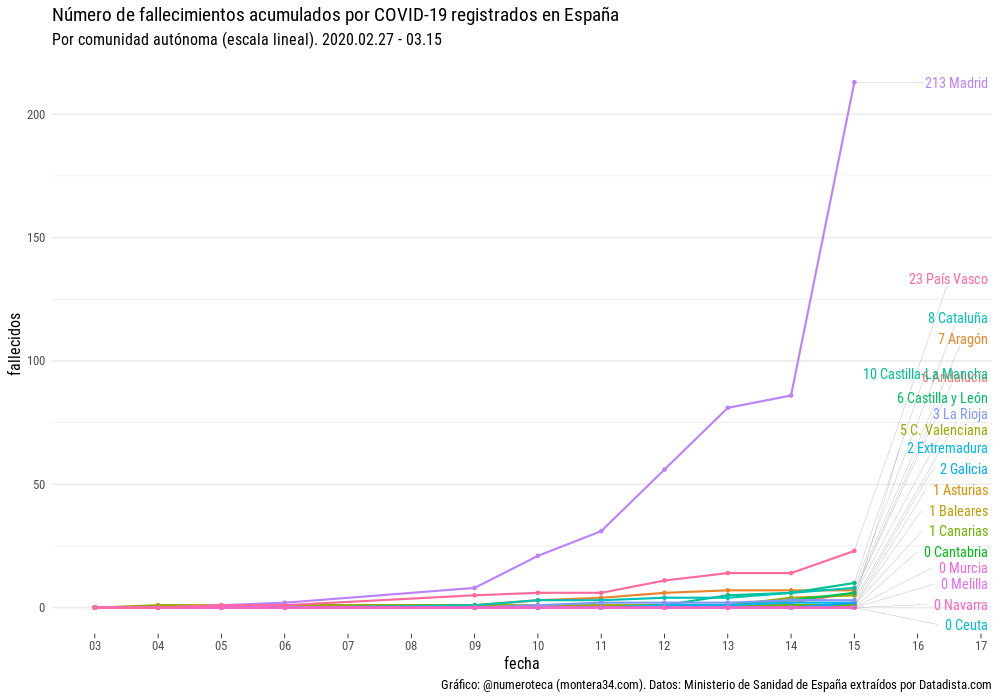 Número de fallecimientos acumulados por COVID-19 registrados en España
Por comunidad autónoma (escala lineal). 2020.02.27 - 03.15
fallecidos
200
150
100
50
0
213 Madrid
23 País Vasco
8 Cataluña
7 Aragón
10 Castilla-La Mancha
6 Andalucía
6 Castilla y León
3 La Rioja
5 C. Valenciana
2 Extremadura
2 Galicia
1 Asturias
1 Baleares
1 Canarias
0 Cantabria
0 Murcia
0 Melilla
0 Navarra
0 Ceuta
03 04 05 06 07 08 09 10 11 12 13 14 15 16 17
fecha
Gráfico: @numeroteca (montera34.com). Datos: Ministerio de Sanidad de España extraídos por Datadista.com